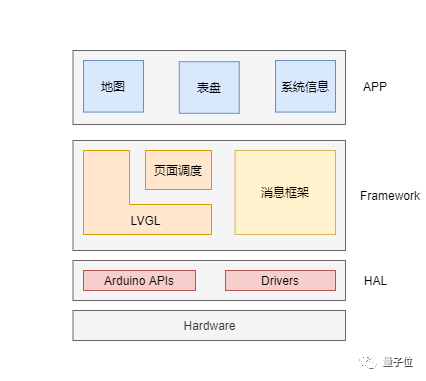 地图
表盘
系统信息
APP
页面调度
消息框架
LVGL
Framework
Arduino APIs
Drivers
HAL
Hardware
量子位